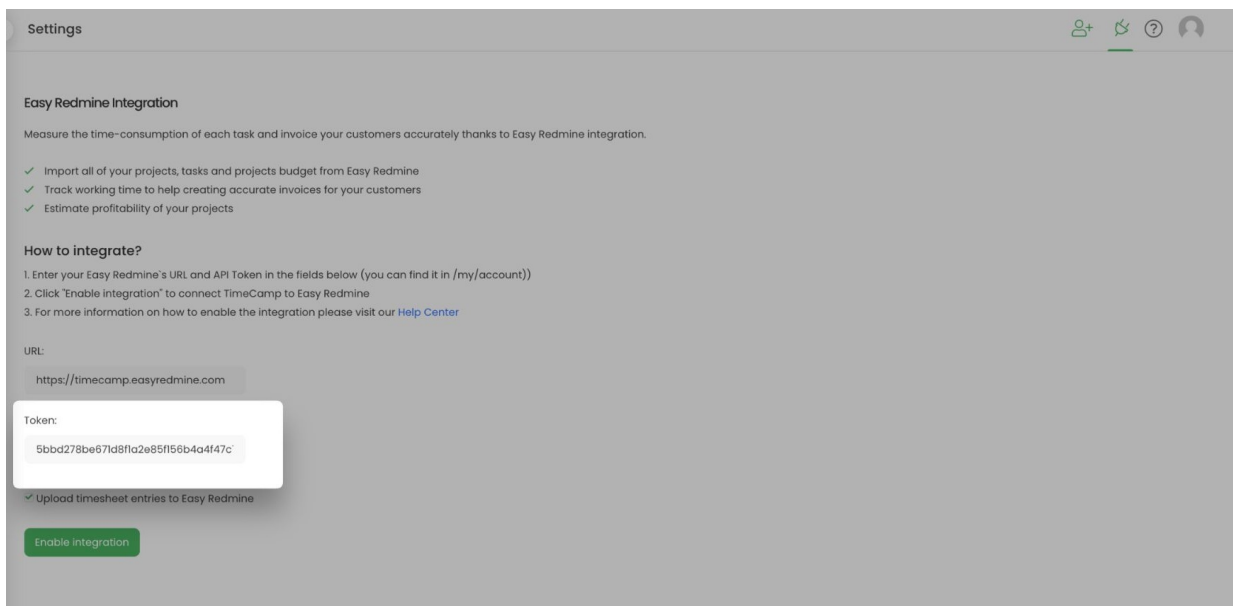 Settings
Easy Redmine Integration
Measure the time-consumption of each task and invoice your customers accurately thanks to Easy Redmine integration.
Import all of your projects, tasks and projects budget from Easy Redmine
Track working time to help creating accurate invoices for your customers
Estimate profitability of your projects
How to integrate?
1. Enter your Easy Redmine's URL and API Token in the fields below (you can find it in /my/account))
2. Click "Enable integration" to connect TimeCamp to Easy Redmine
3. For more information on how to enable the integration please visit our Help Center
URL:
https://timecamp.easyredmine.com
Token:
5bbd278be671d8f1a2e85f156b4a4f47c
Upload timesheet entries to Easy Redmine
Enable integration